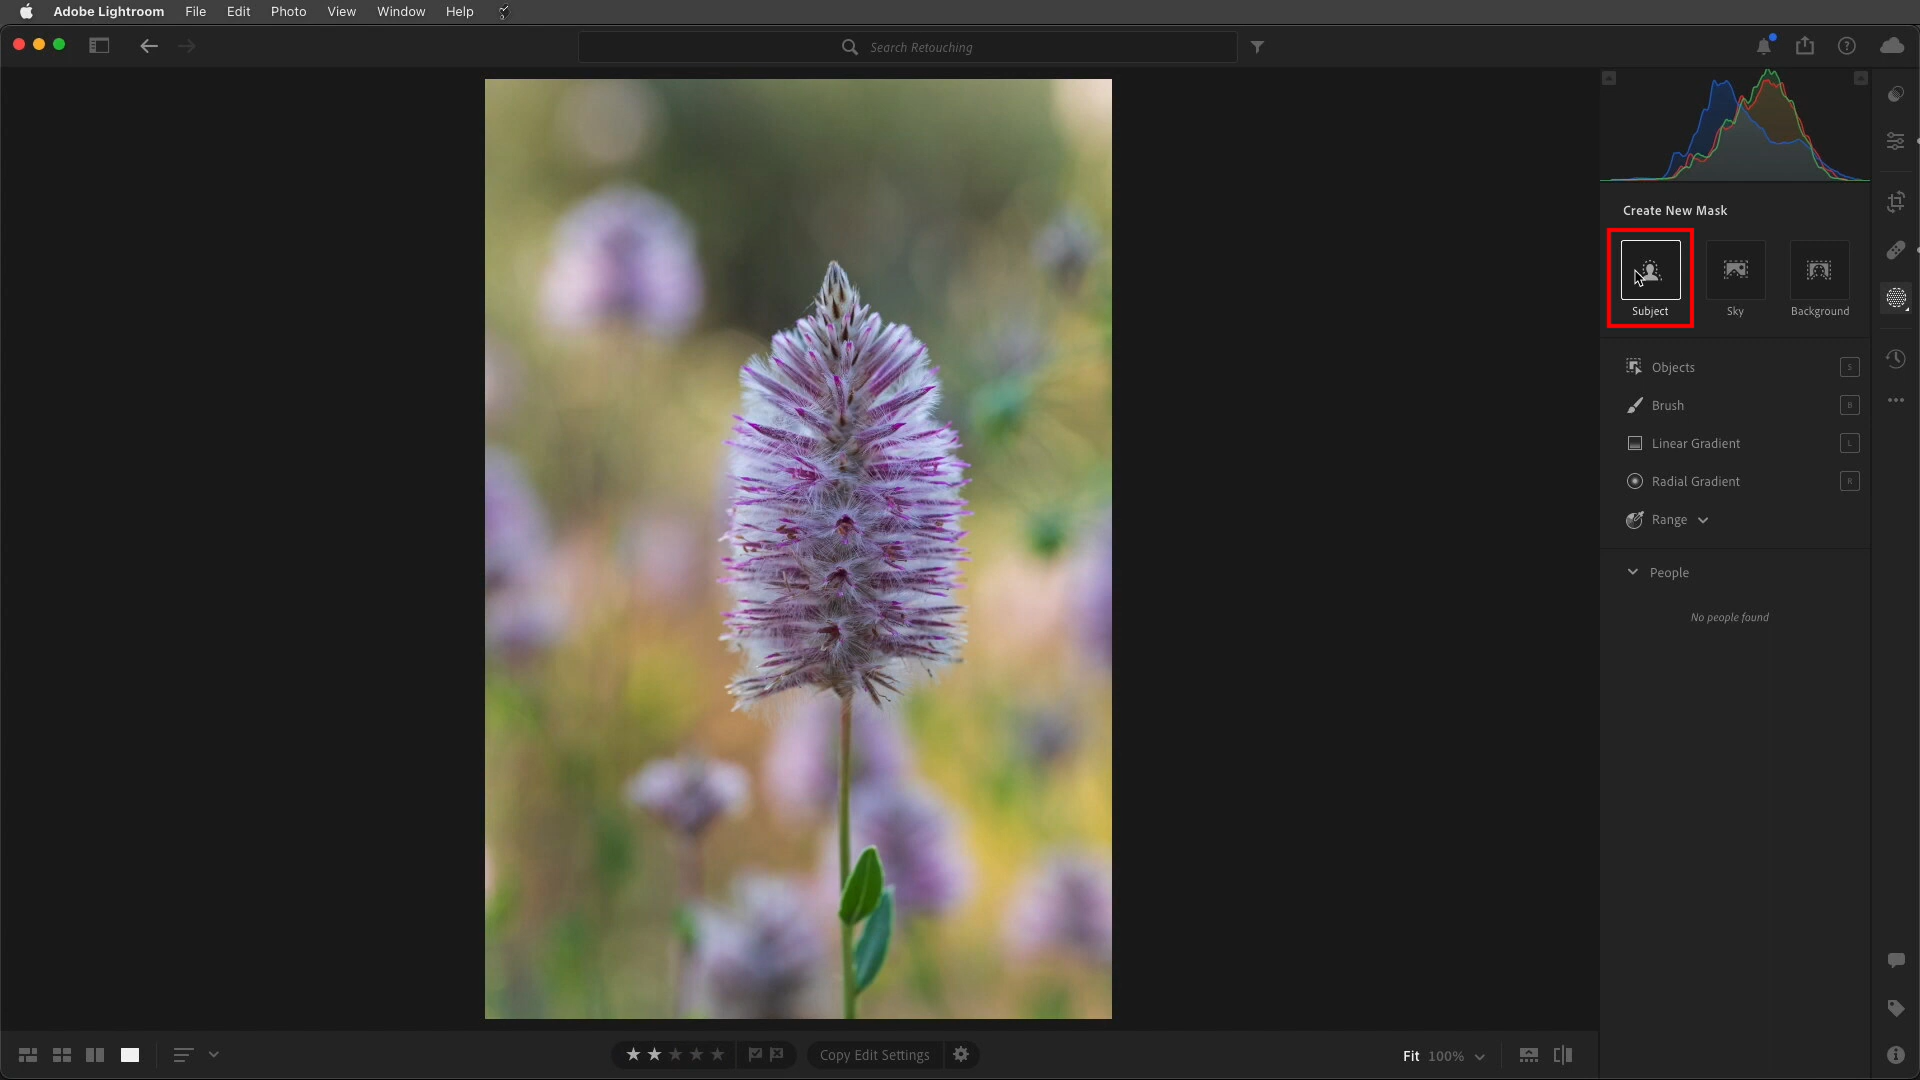 Adobe Lightroom File Edit Photo View Window Help
Search Retouching
Create New Mask
Subject Sky Background
Objects S
Brush B
Linear Gradient L
Radial Gradient R
Range
People
No people found
Copy Edit Settings
Fit 100%